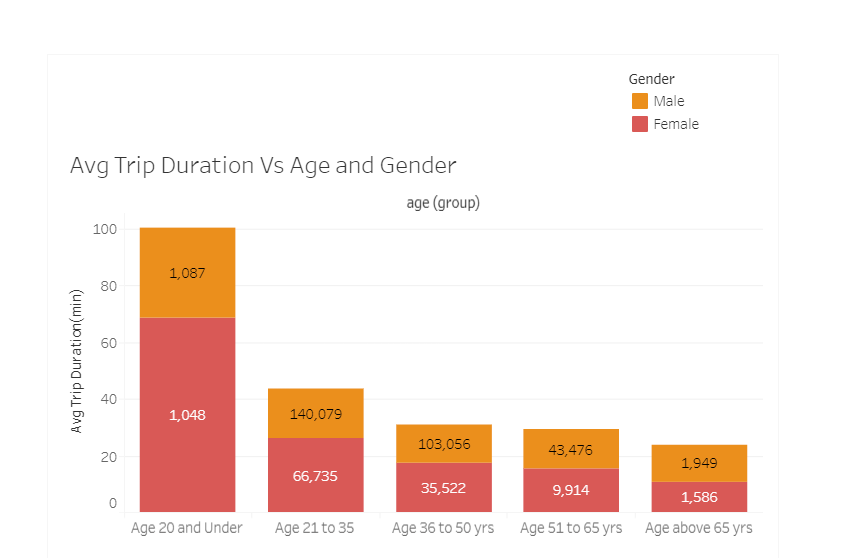 Gender
Male
Female
Avg Trip Duration Vs Age and Gender
age (group)
Avg Trip Duration(min)
100
80
60
40
20
0
1,087
1,048
140,079
66,735
103,056
35,522
43,476
9,914
1,949
1,586
Age 20 and Under
Age 21 to 35
Age 36 to 50 yrs
Age 51 to 65 yrs
Age above 65 yrs